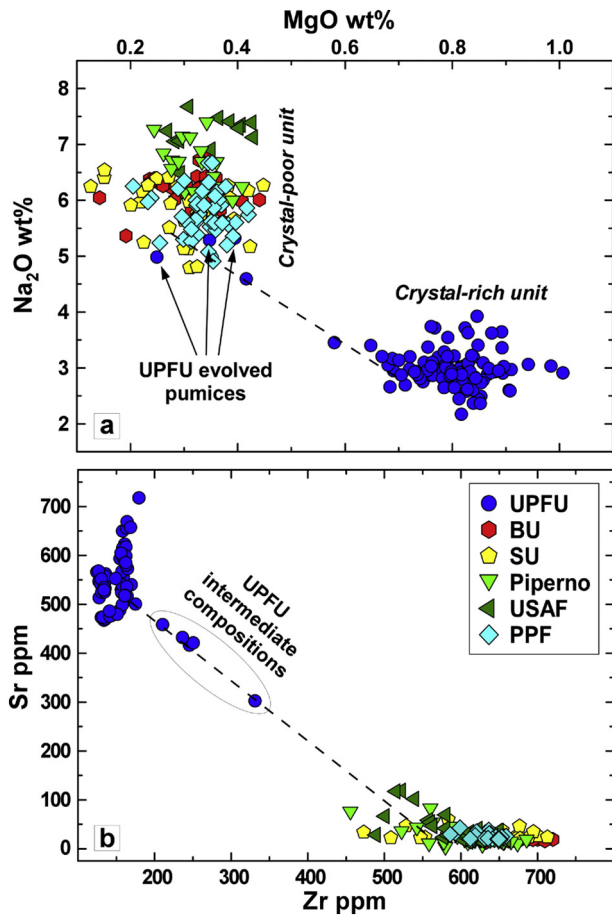 MgO wt%
0.2 0.4 0.6 0.8 1.0
8
7
6
5
4
3
2
Na₂O wt%
Crystal-poor unit
Crystal-rich unit
UPFU evolved
pumices
a
700
600
500
400
300
200
100
0
Sr ppm
UPFU
intermediate
compositions
UPFU
BU
SU
Piperno
USAF
PPF
b
200 300 400 500 600 700
Zr ppm